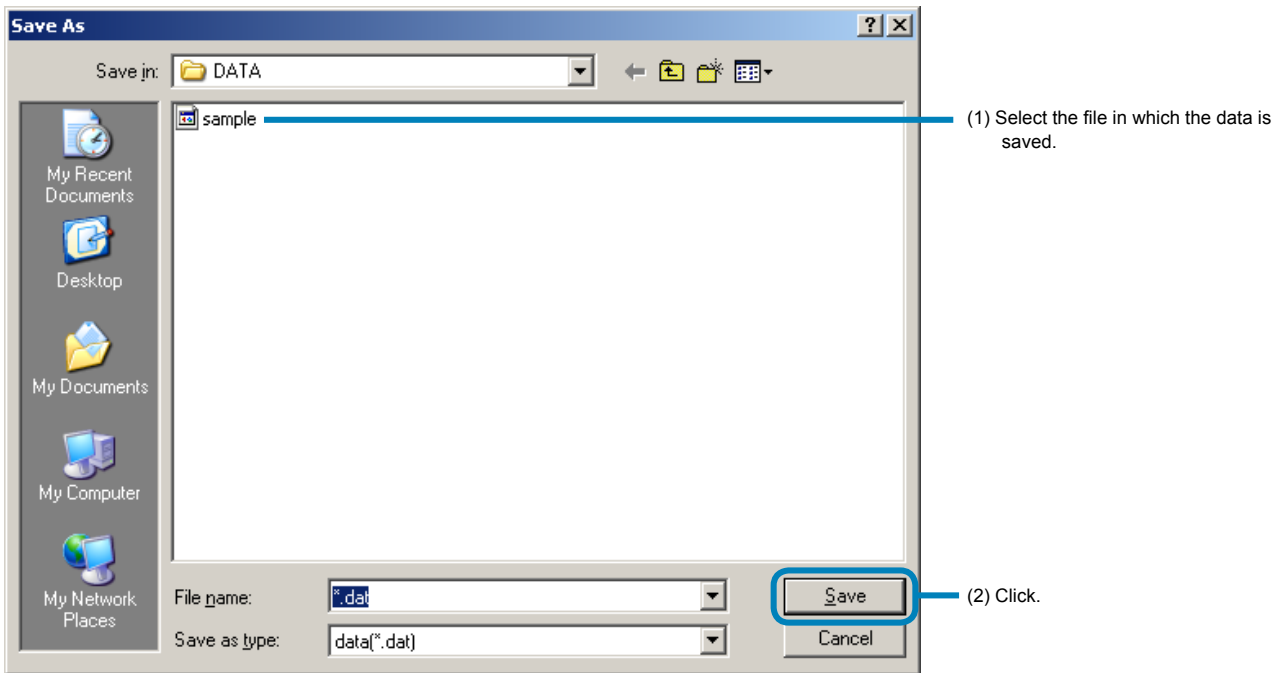 Save As
Save in: DATA
sample
(1) Select the file in which the data is
saved.
My Recent
Documents
Desktop
My Documents
My Computer
My Network
Places
File name: *.dat
Save
(2) Click.
Save as type: data(*.dat)
Cancel